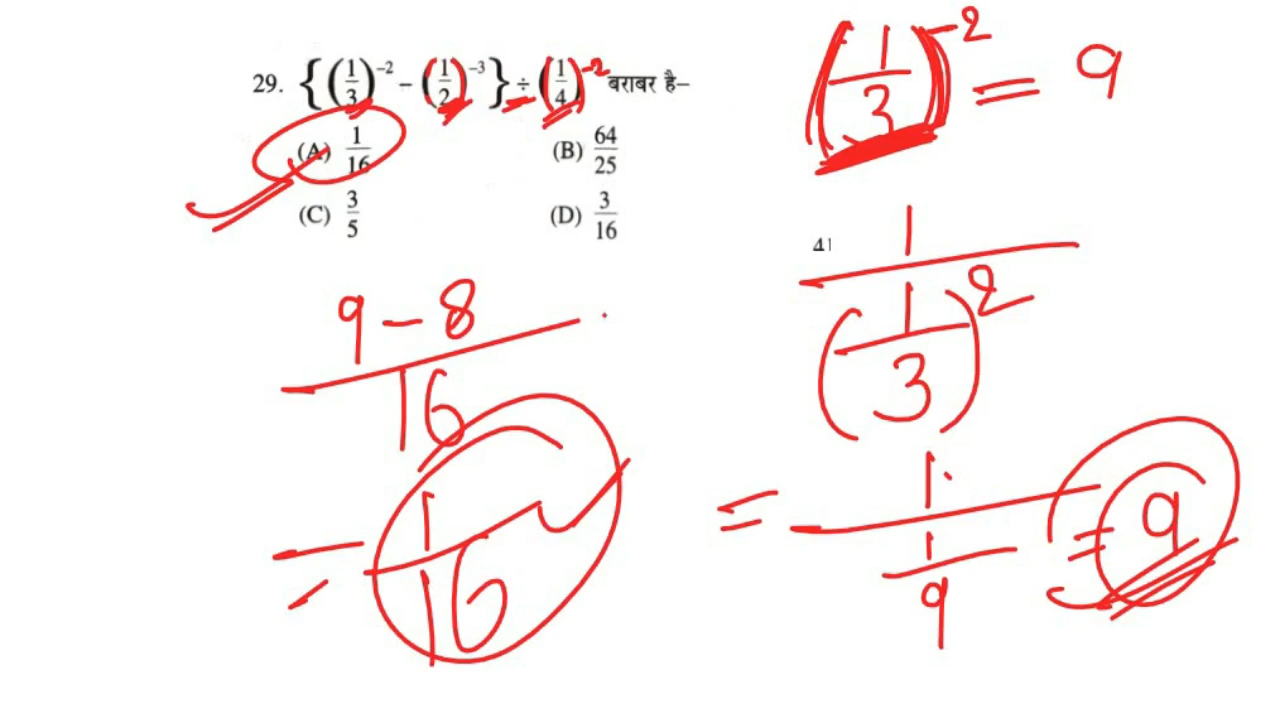 29. {(1/3)⁻² − (1/2)⁻³} ÷ (1/4)⁻² बराबर है–
(A) 1/16 (B) 64/25
(C) 3/5 (D) 3/16
(1/3)⁻² = 9
1/(1/3)²
= 1/(1/9) = 9
9 − 8/16
= 1/16